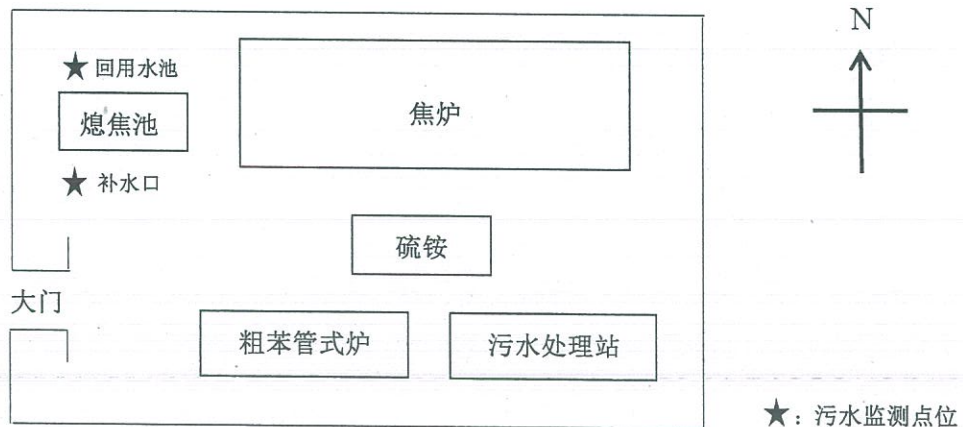 N
★ 回用水池
熄焦池
焦炉
★ 补水口
硫铵
大门
粗苯管式炉
污水处理站
★：污水监测点位